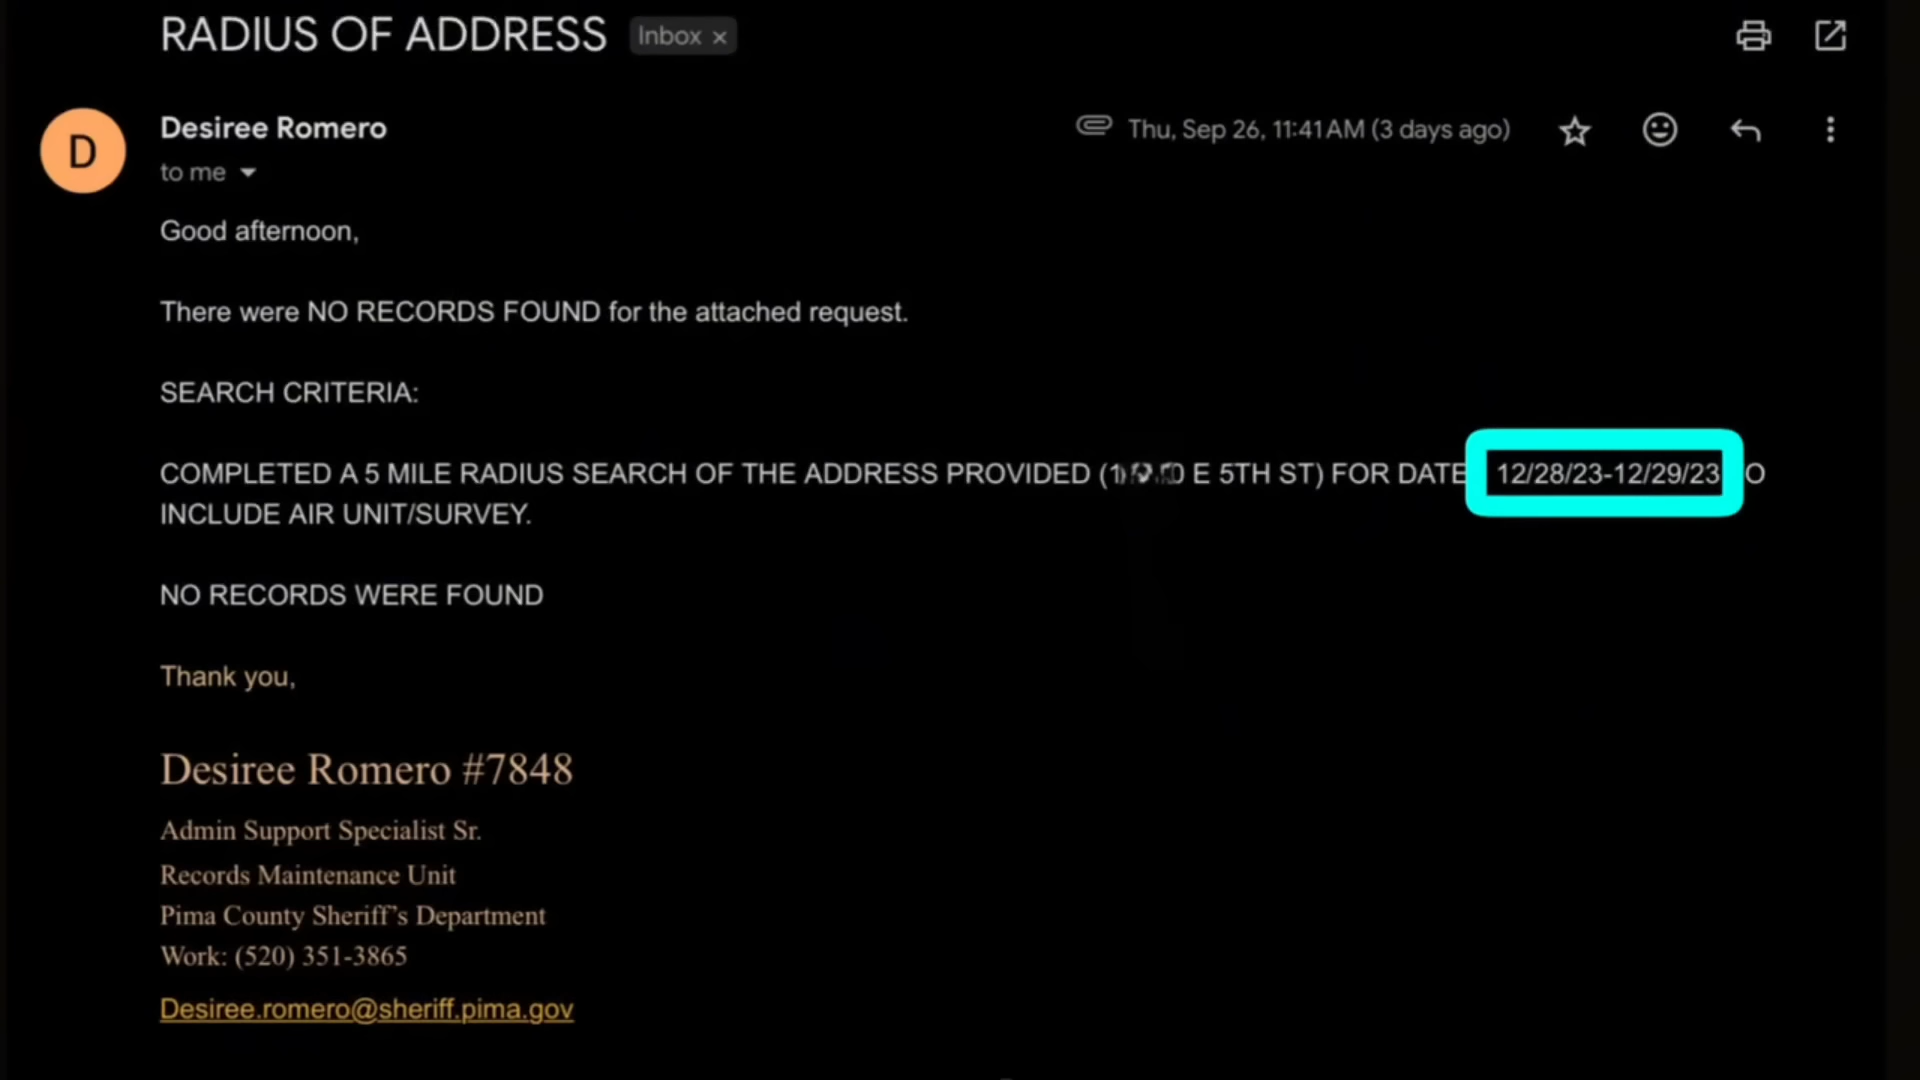 RADIUS OF ADDRESS Inbox ×
D
Desiree Romero Thu, Sep 26, 11:41 AM (3 days ago)
to me
Good afternoon,
There were NO RECORDS FOUND for the attached request.
SEARCH CRITERIA:
COMPLETED A 5 MILE RADIUS SEARCH OF THE ADDRESS PROVIDED ( E 5TH ST) FOR DATE 12/28/23-12/29/23 O
INCLUDE AIR UNIT/SURVEY.
NO RECORDS WERE FOUND
Thank you,
Desiree Romero #7848
Admin Support Specialist Sr.
Records Maintenance Unit
Pima County Sheriff's Department
Work: (520) 351-3865
Desiree.romero@sheriff.pima.gov